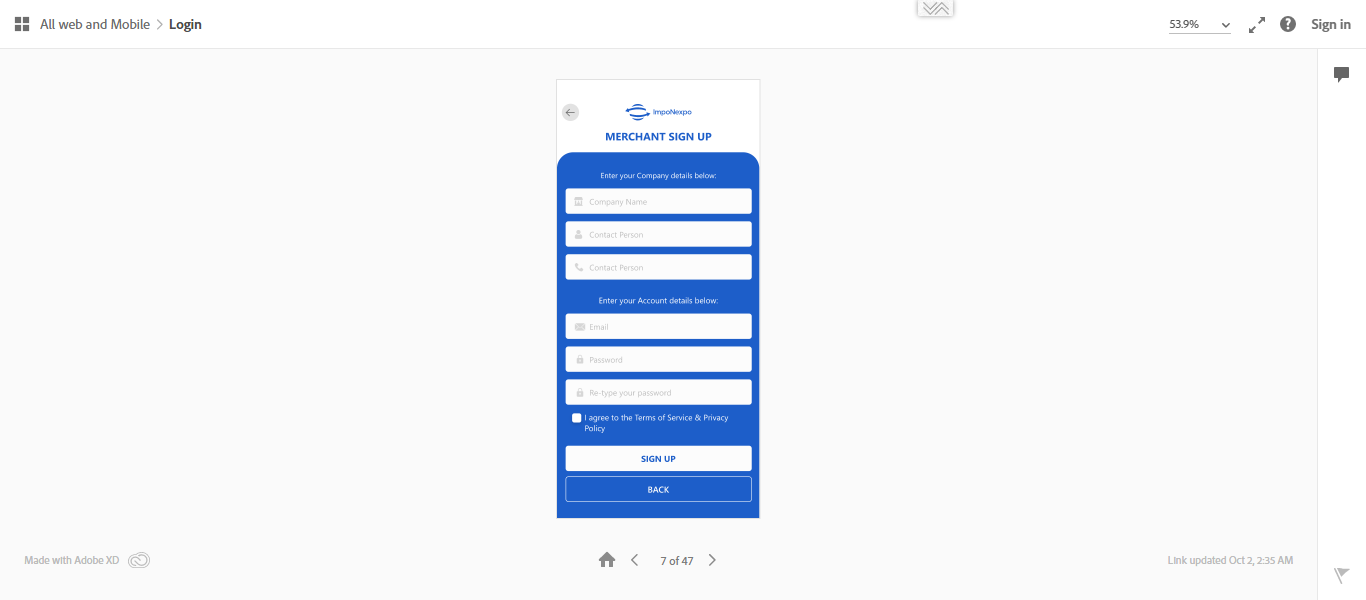 All web and Mobile > Login
53.9%
Sign in
ImpoNexpo
MERCHANT SIGN UP
Enter your Company details below:
Company Name
Contact Person
Contact Person
Enter your Account details below:
Email
Password
Re-type your password
I agree to the Terms of Service & Privacy
Policy
SIGN UP
BACK
Made with Adobe XD
7 of 47
Link updated Oct 2, 2:35 AM